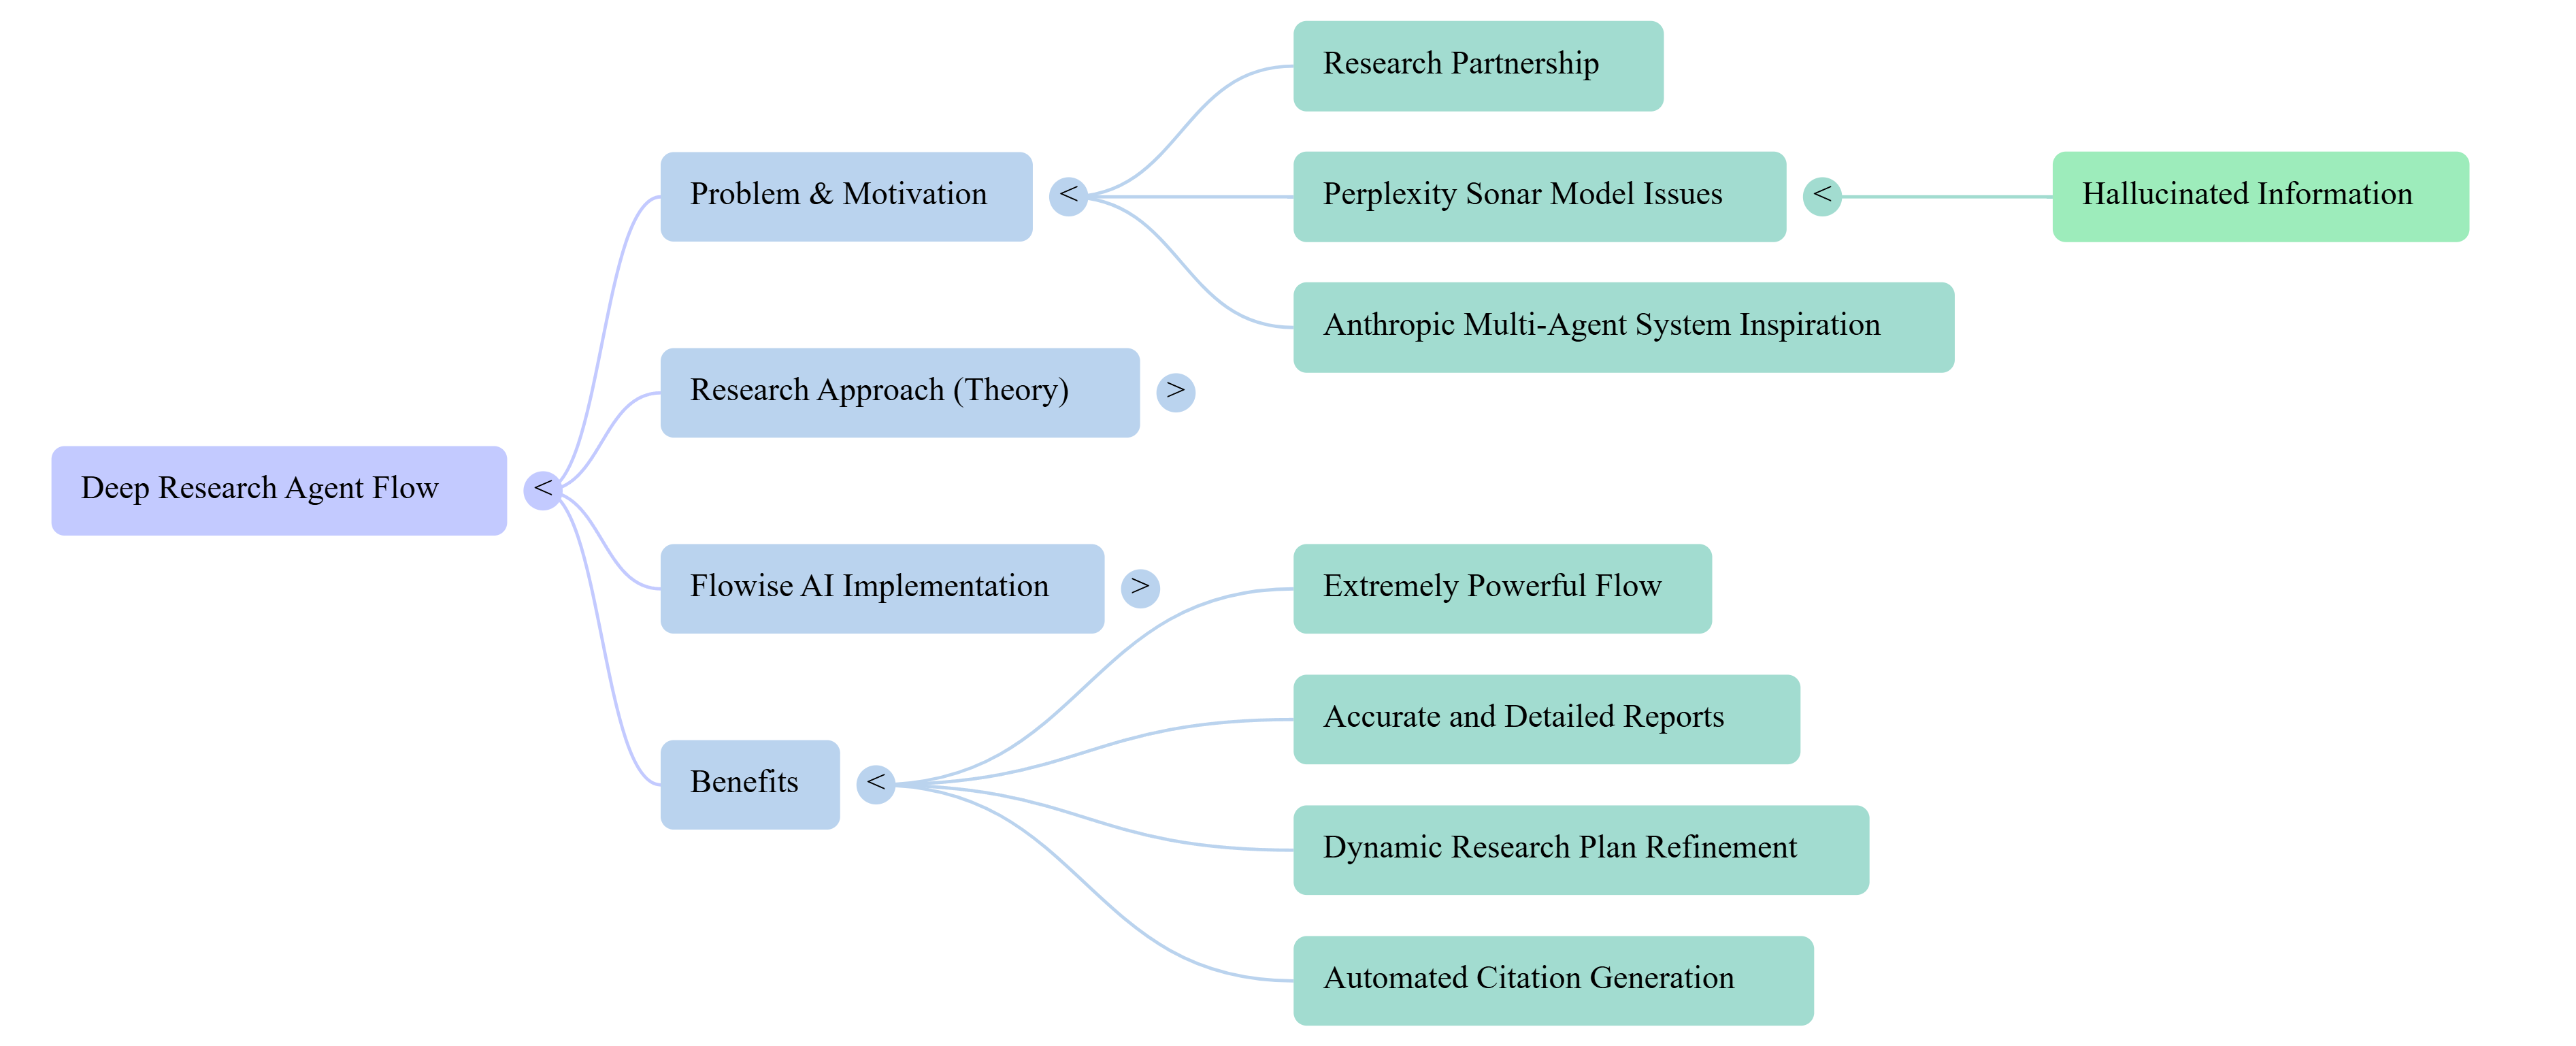 Deep Research Agent Flow
<
Problem & Motivation
<
Research Partnership
Perplexity Sonar Model Issues
<
Hallucinated Information
Anthropic Multi-Agent System Inspiration
Research Approach (Theory)
>
Flowise AI Implementation
>
Benefits
<
Extremely Powerful Flow
Accurate and Detailed Reports
Dynamic Research Plan Refinement
Automated Citation Generation